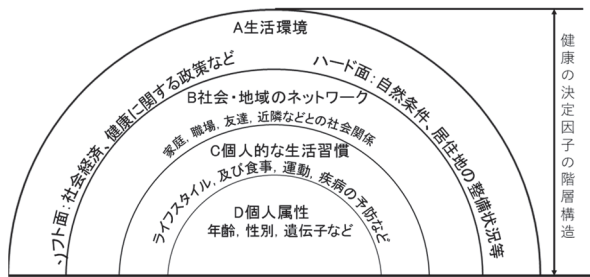 A生活環境
ソフト面：社会経済、健康に関する政策など
ハード面：自然条件、居住地の整備状況等
B社会・地域のネットワーク
家庭, 職場, 友達, 近隣などとの社会関係
C個人的な生活習慣
ライフスタイル, 及び食事, 運動, 疾病の予防など
D個人属性
年齢, 性別, 遺伝子など
健康の決定因子の階層構造